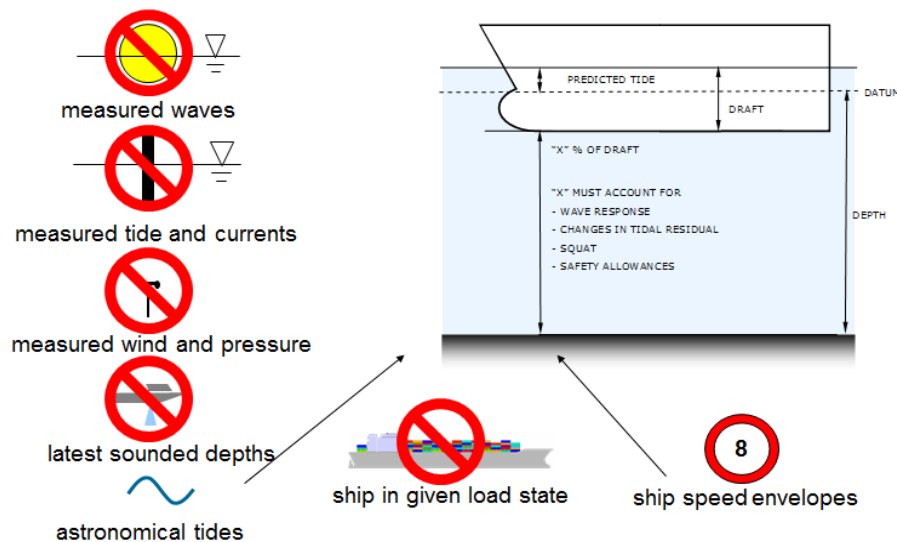 measured waves
measured tide and currents
measured wind and pressure
latest sounded depths
astronomical tides
PREDICTED TIDE
DATUM
DRAFT
"X" % OF DRAFT
"X" MUST ACCOUNT FOR
- WAVE RESPONSE
- CHANGES IN TIDAL RESIDUAL
- SQUAT
- SAFETY ALLOWANCES
DEPTH
ship in given load state
8
ship speed envelopes